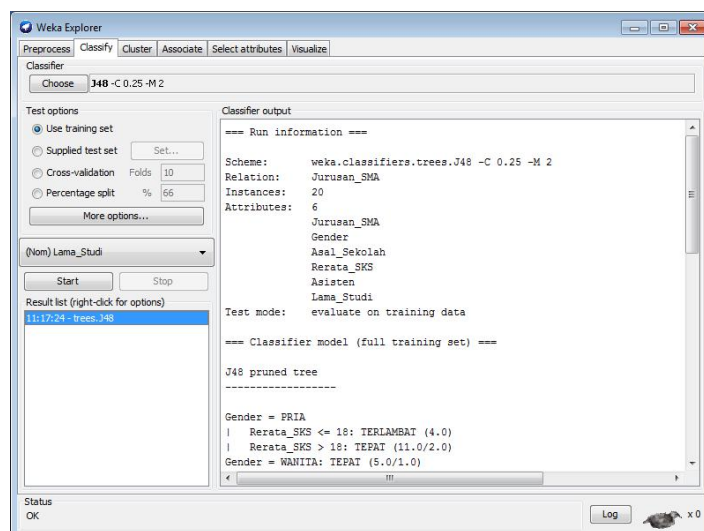 Weka Explorer
Preprocess Classify Cluster Associate Select attributes Visualize
Classifier
Choose J48 -C 0.25 -M 2
Test options
Use training set
Supplied test set Set...
Cross-validation Folds 10
Percentage split % 66
More options...
(Nom) Lama_Studi
Start Stop
Result list (right-click for options)
11:17:24 - trees.J48
Classifier output
=== Run information ===
Scheme: weka.classifiers.trees.J48 -C 0.25 -M 2
Relation: Jurusan_SMA
Instances: 20
Attributes: 6
Jurusan_SMA
Gender
Asal_Sekolah
Rerata_SKS
Asisten
Lama_Studi
Test mode: evaluate on training data
=== Classifier model (full training set) ===
J48 pruned tree
------------------
Gender = PRIA
| Rerata_SKS <= 18: TERLAMBAT (4.0)
| Rerata_SKS > 18: TEPAT (11.0/2.0)
Gender = WANITA: TEPAT (5.0/1.0)
Status
OK
Log x 0